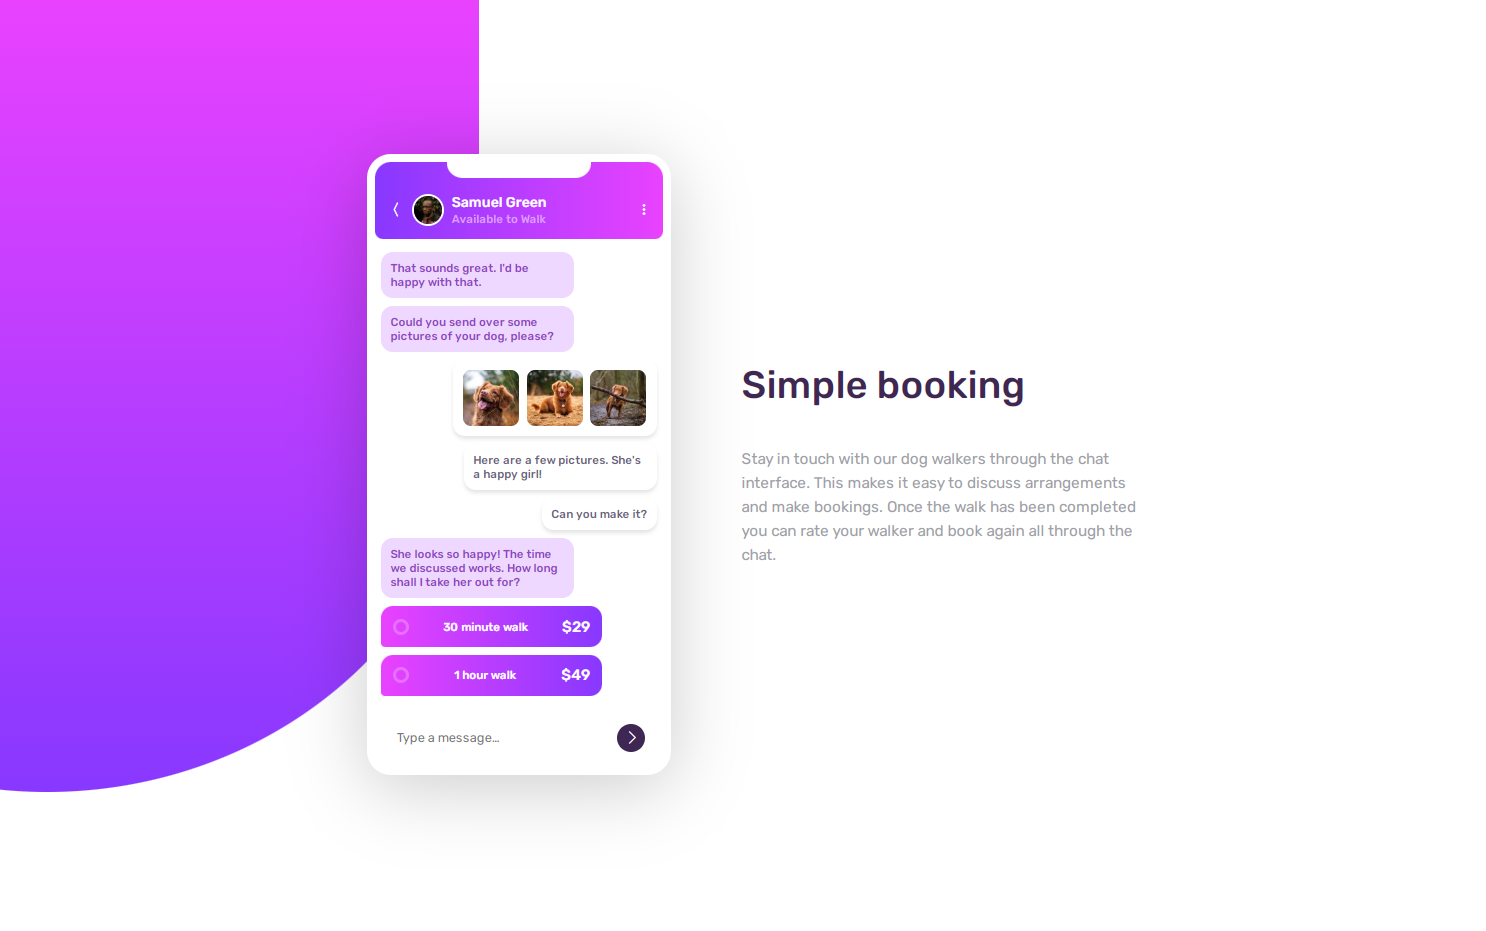 Samuel Green
Available to Walk
That sounds great. I'd be
happy with that.
Could you send over some
pictures of your dog, please?
Here are a few pictures. She's
a happy girl!
Can you make it?
She looks so happy! The time
we discussed works. How long
shall I take her out for?
30 minute walk $29
1 hour walk $49
Type a message…
Simple booking
Stay in touch with our dog walkers through the chat
interface. This makes it easy to discuss arrangements
and make bookings. Once the walk has been completed
you can rate your walker and book again all through the
chat.